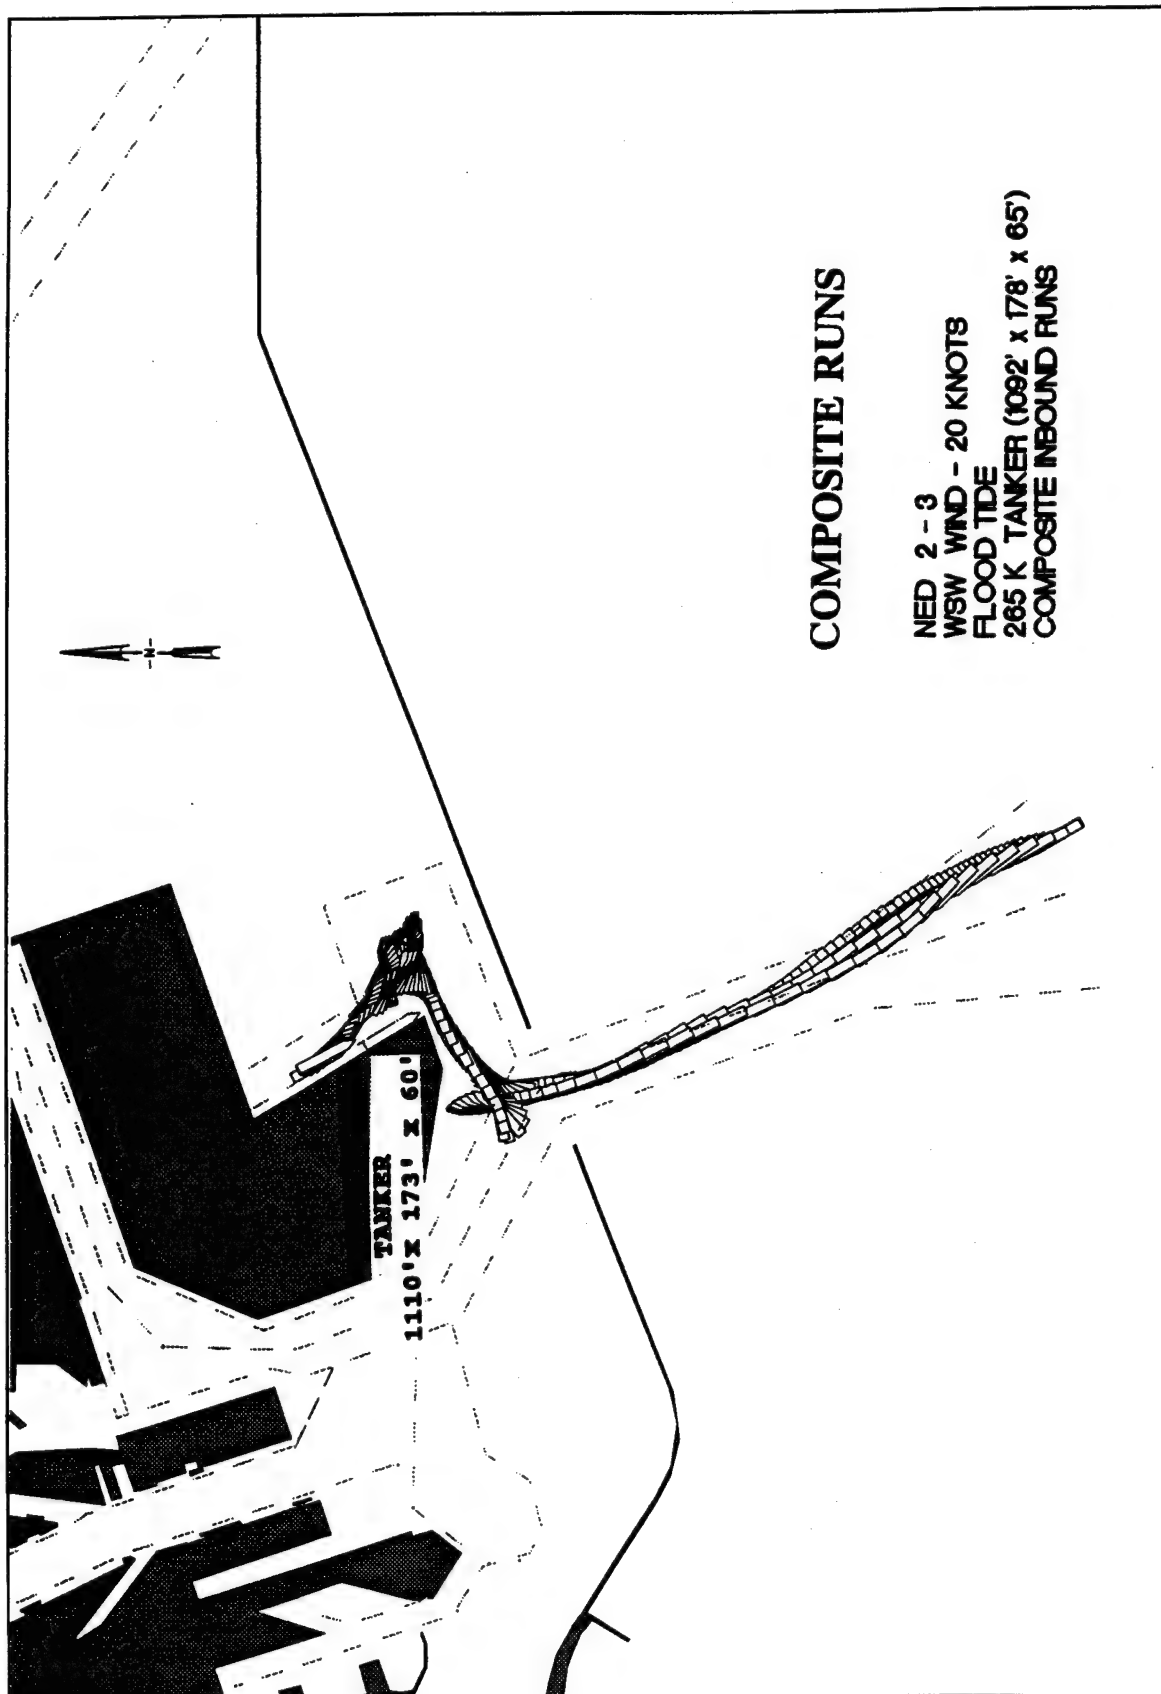 N
TANKER
1110'X 173' X 60'
COMPOSITE RUNS
NED 2 - 3
WSW WIND - 20 KNOTS
FLOOD TIDE
265 K TANKER (1092' x 178' x 65')
COMPOSITE INBOUND RUNS